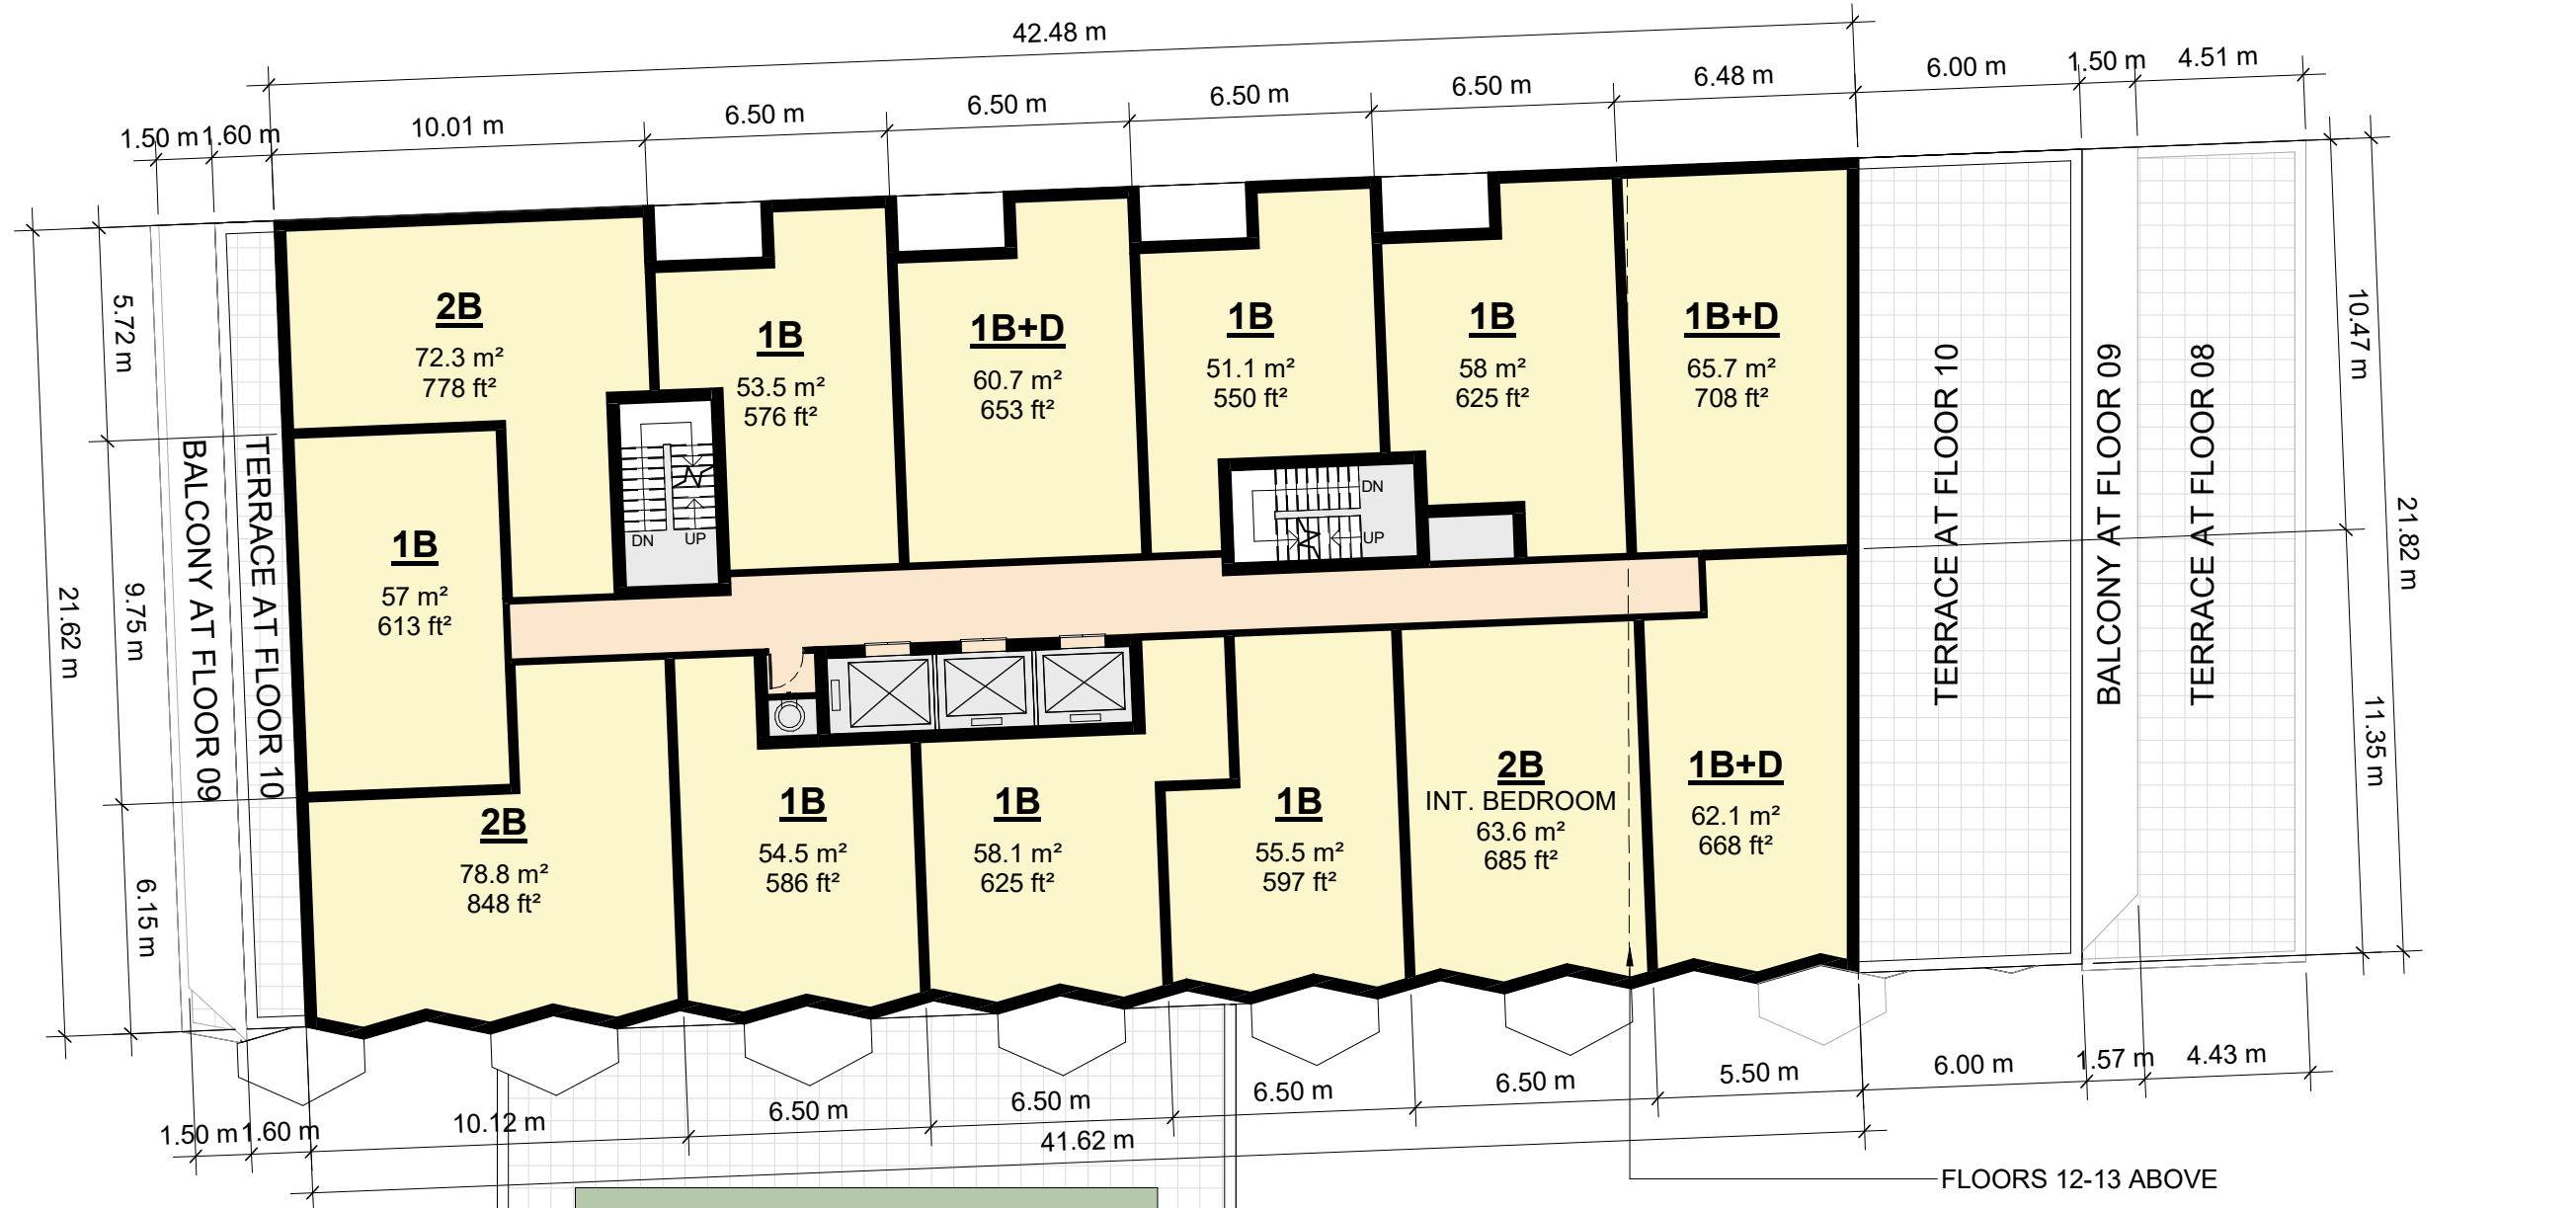 42.48 m
1.50 m
1.60 m
10.01 m
6.50 m
6.50 m
6.50 m
6.50 m
6.48 m
6.00 m
1.50 m
4.51 m
5.72 m
9.75 m
6.15 m
21.62 m
BALCONY AT FLOOR 09
TERRACE AT FLOOR 10
2B
72.3 m²
778 ft²
1B
53.5 m²
576 ft²
1B+D
60.7 m²
653 ft²
1B
51.1 m²
550 ft²
1B
58 m²
625 ft²
1B+D
65.7 m²
708 ft²
DN
UP
DN
UP
1B
57 m²
613 ft²
2B
78.8 m²
848 ft²
1B
54.5 m²
586 ft²
1B
58.1 m²
625 ft²
1B
55.5 m²
597 ft²
2B
INT. BEDROOM
63.6 m²
685 ft²
1B+D
62.1 m²
668 ft²
TERRACE AT FLOOR 10
BALCONY AT FLOOR 09
TERRACE AT FLOOR 08
10.47 m
11.35 m
21.82 m
1.50 m
1.60 m
10.12 m
6.50 m
6.50 m
6.50 m
6.50 m
5.50 m
6.00 m
1.57 m
4.43 m
41.62 m
FLOORS 12-13 ABOVE